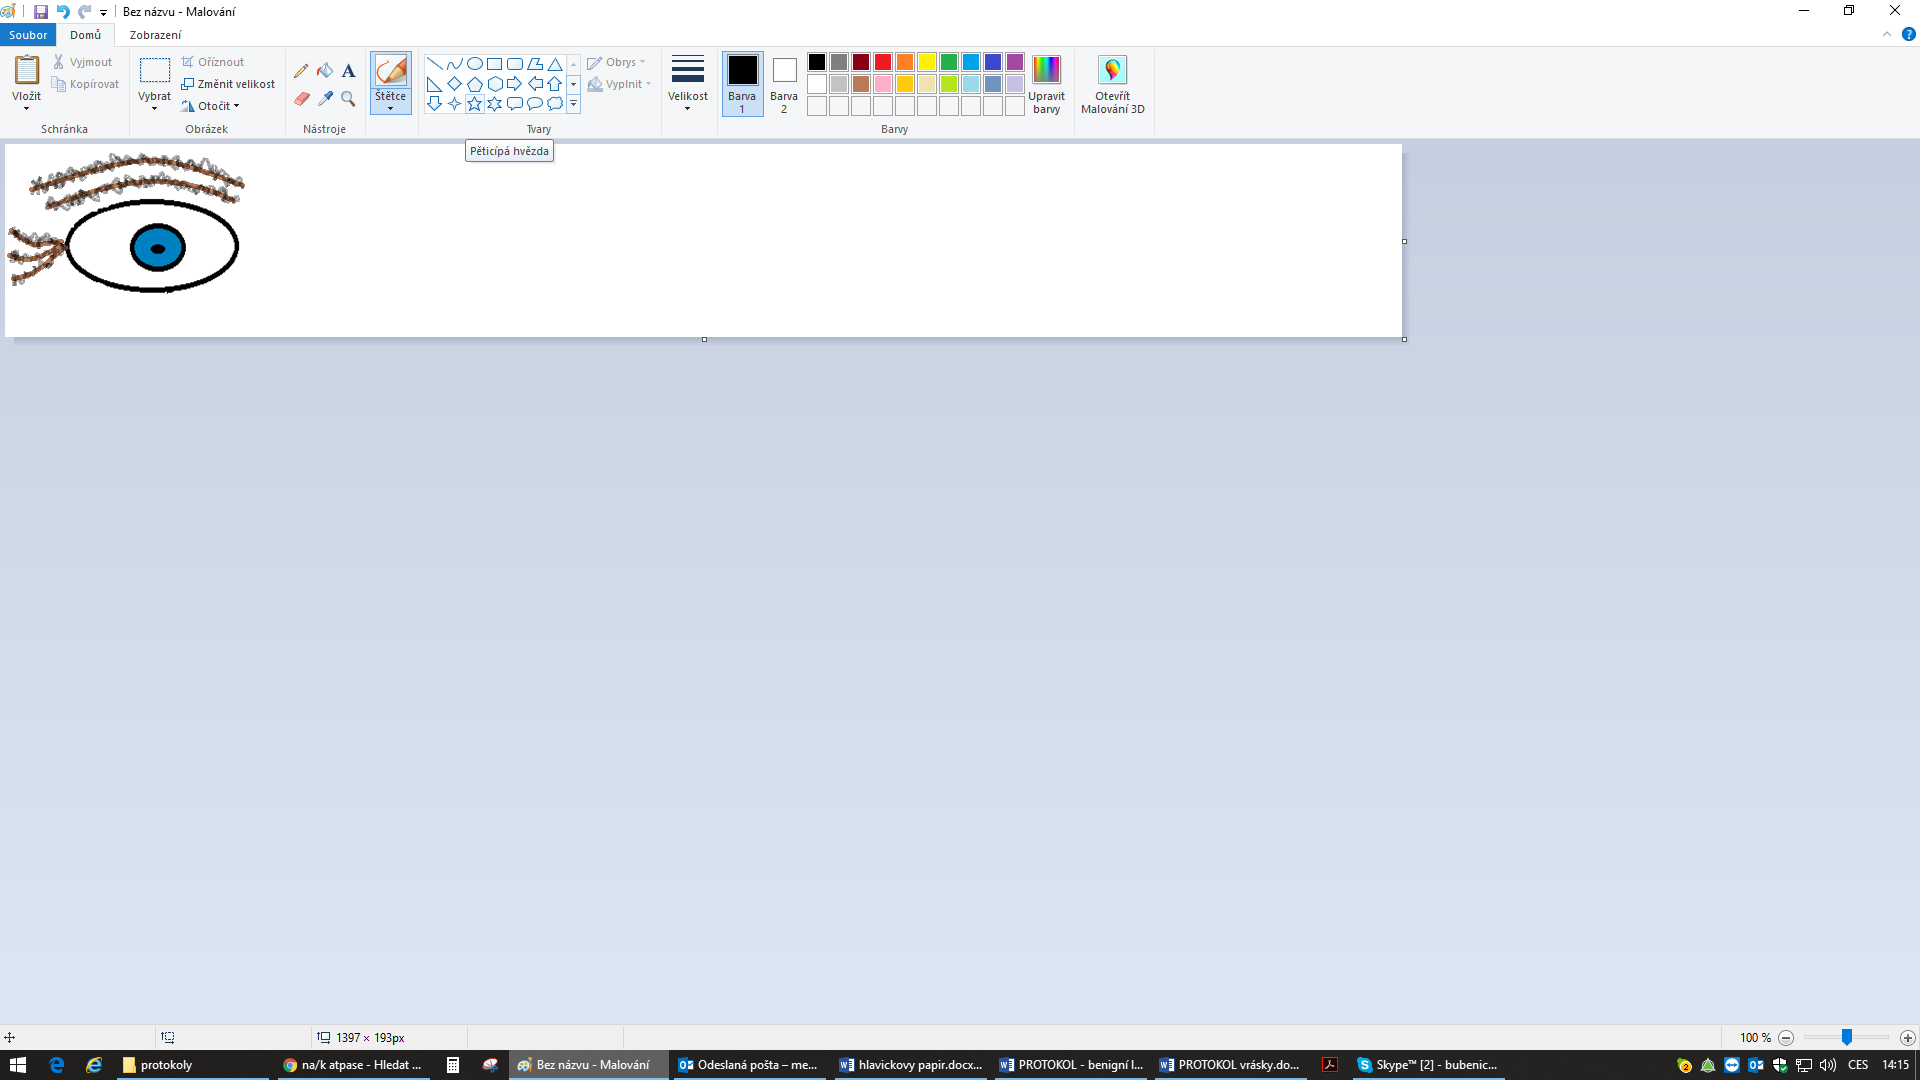 Bez názvu - Malování
Soubor Domů Zobrazení
Vložit
Vyjmout
Kopírovat
Schránka
Vybrat
Oříznout
Změnit velikost
Otočit
Obrázek
A
Nástroje
Štětce
Obrys
Vyplnit
Tvary
Velikost
Barva 1
Barva 2
Upravit barvy
Barvy
Otevřít Malování 3D
Pěticípá hvězda
1397 × 193px
100 %
protokoly
na/k atpase - Hledat ...
Bez názvu - Malování
Odeslaná pošta – me...
hlavickovy papir.docx...
PROTOKOL - benigní l...
PROTOKOL vrásky.do...
Skype™ [2] - bubenic...
2
CES
14:15